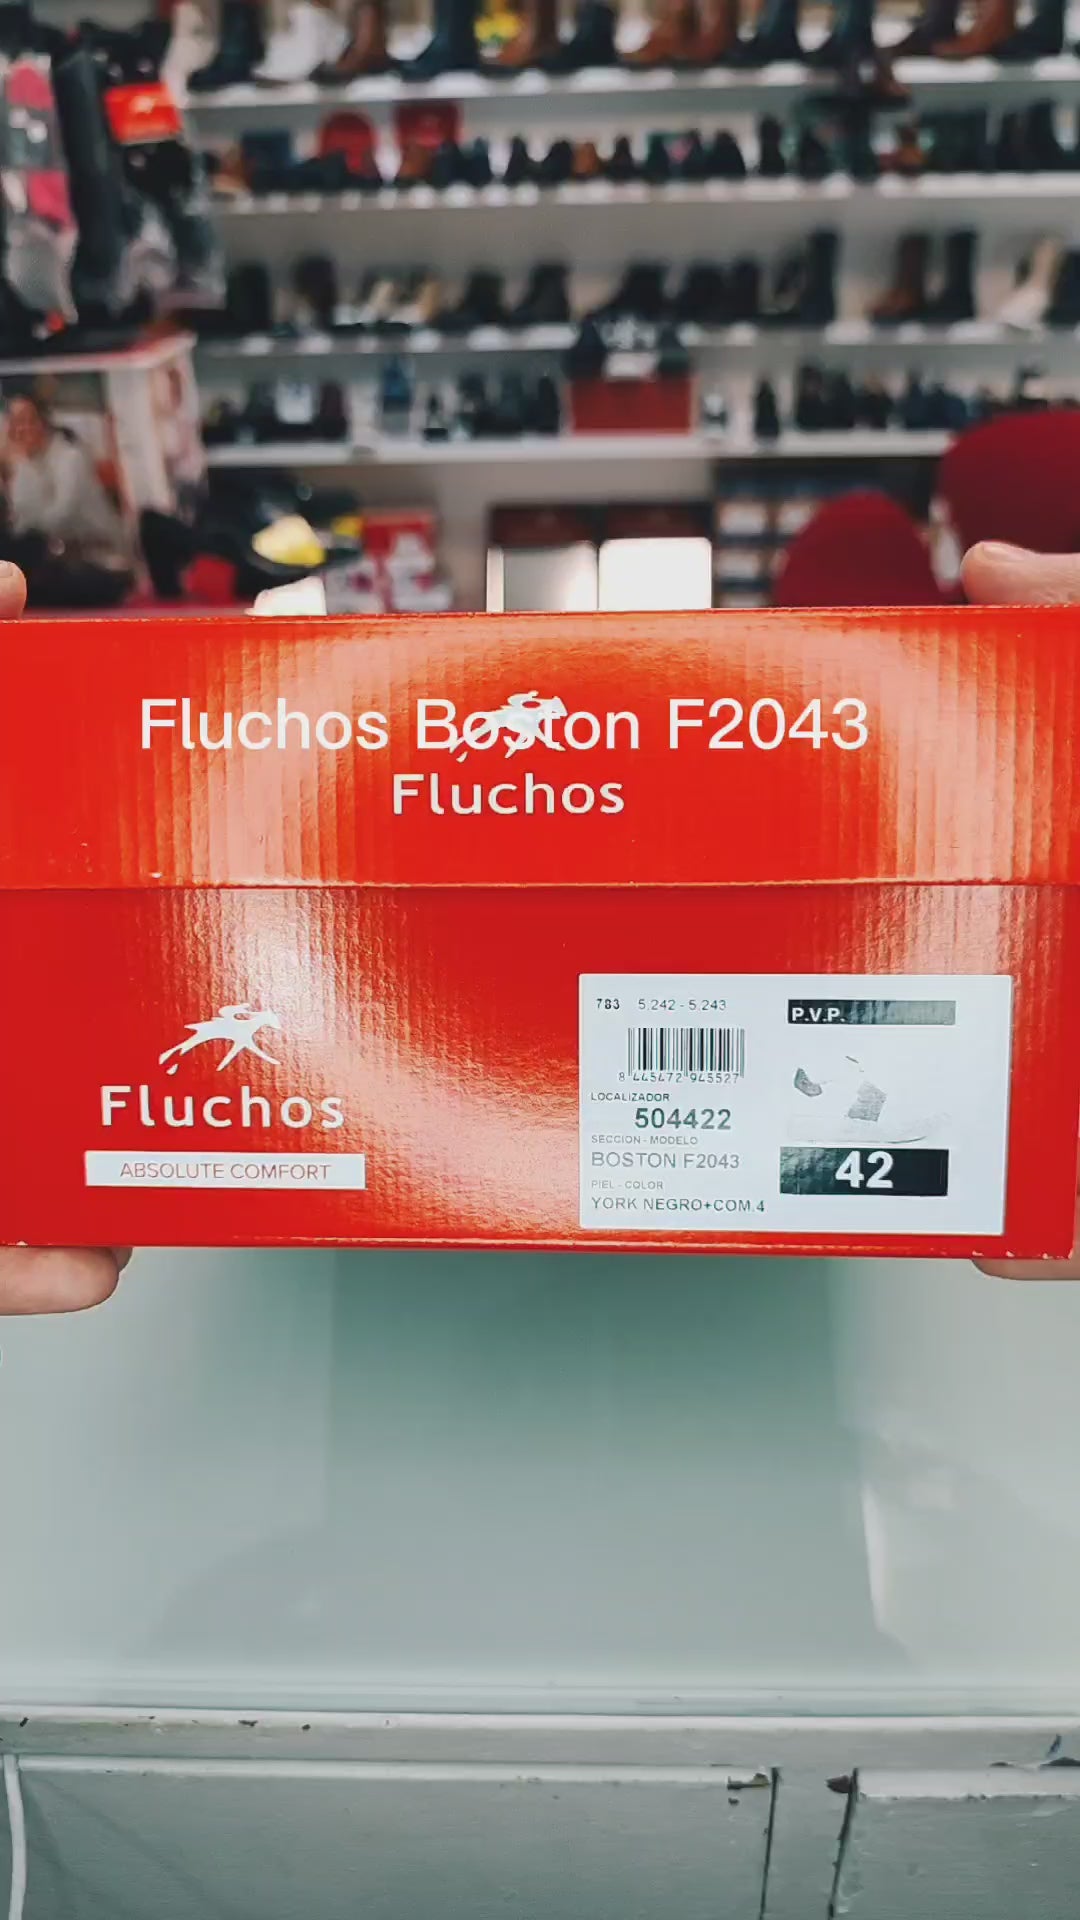 Fluchos Boston F2043
Fluchos
783 5.242 - 5.243
P.V.P.
8 445472 945527
LOCALIZADOR
504422
SECCION - MODELO
BOSTON F2043
42
PIEL - COLOR
YORK NEGRO+COM.4
Fluchos
ABSOLUTE COMFORT